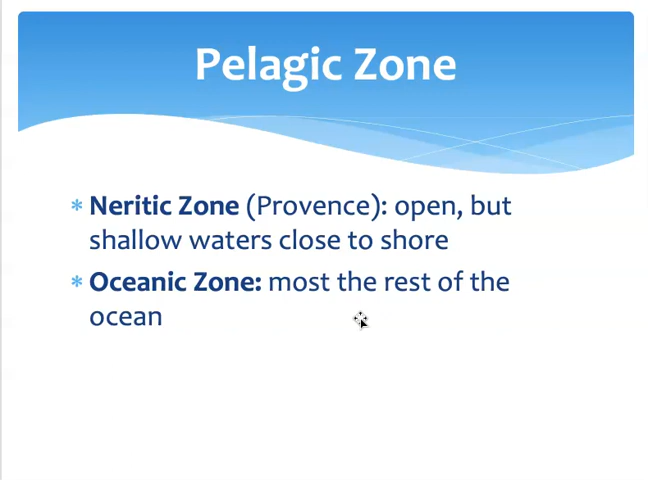 Pelagic Zone
* Neritic Zone (Provence): open, but
shallow waters close to shore
* Oceanic Zone: most the rest of the
ocean